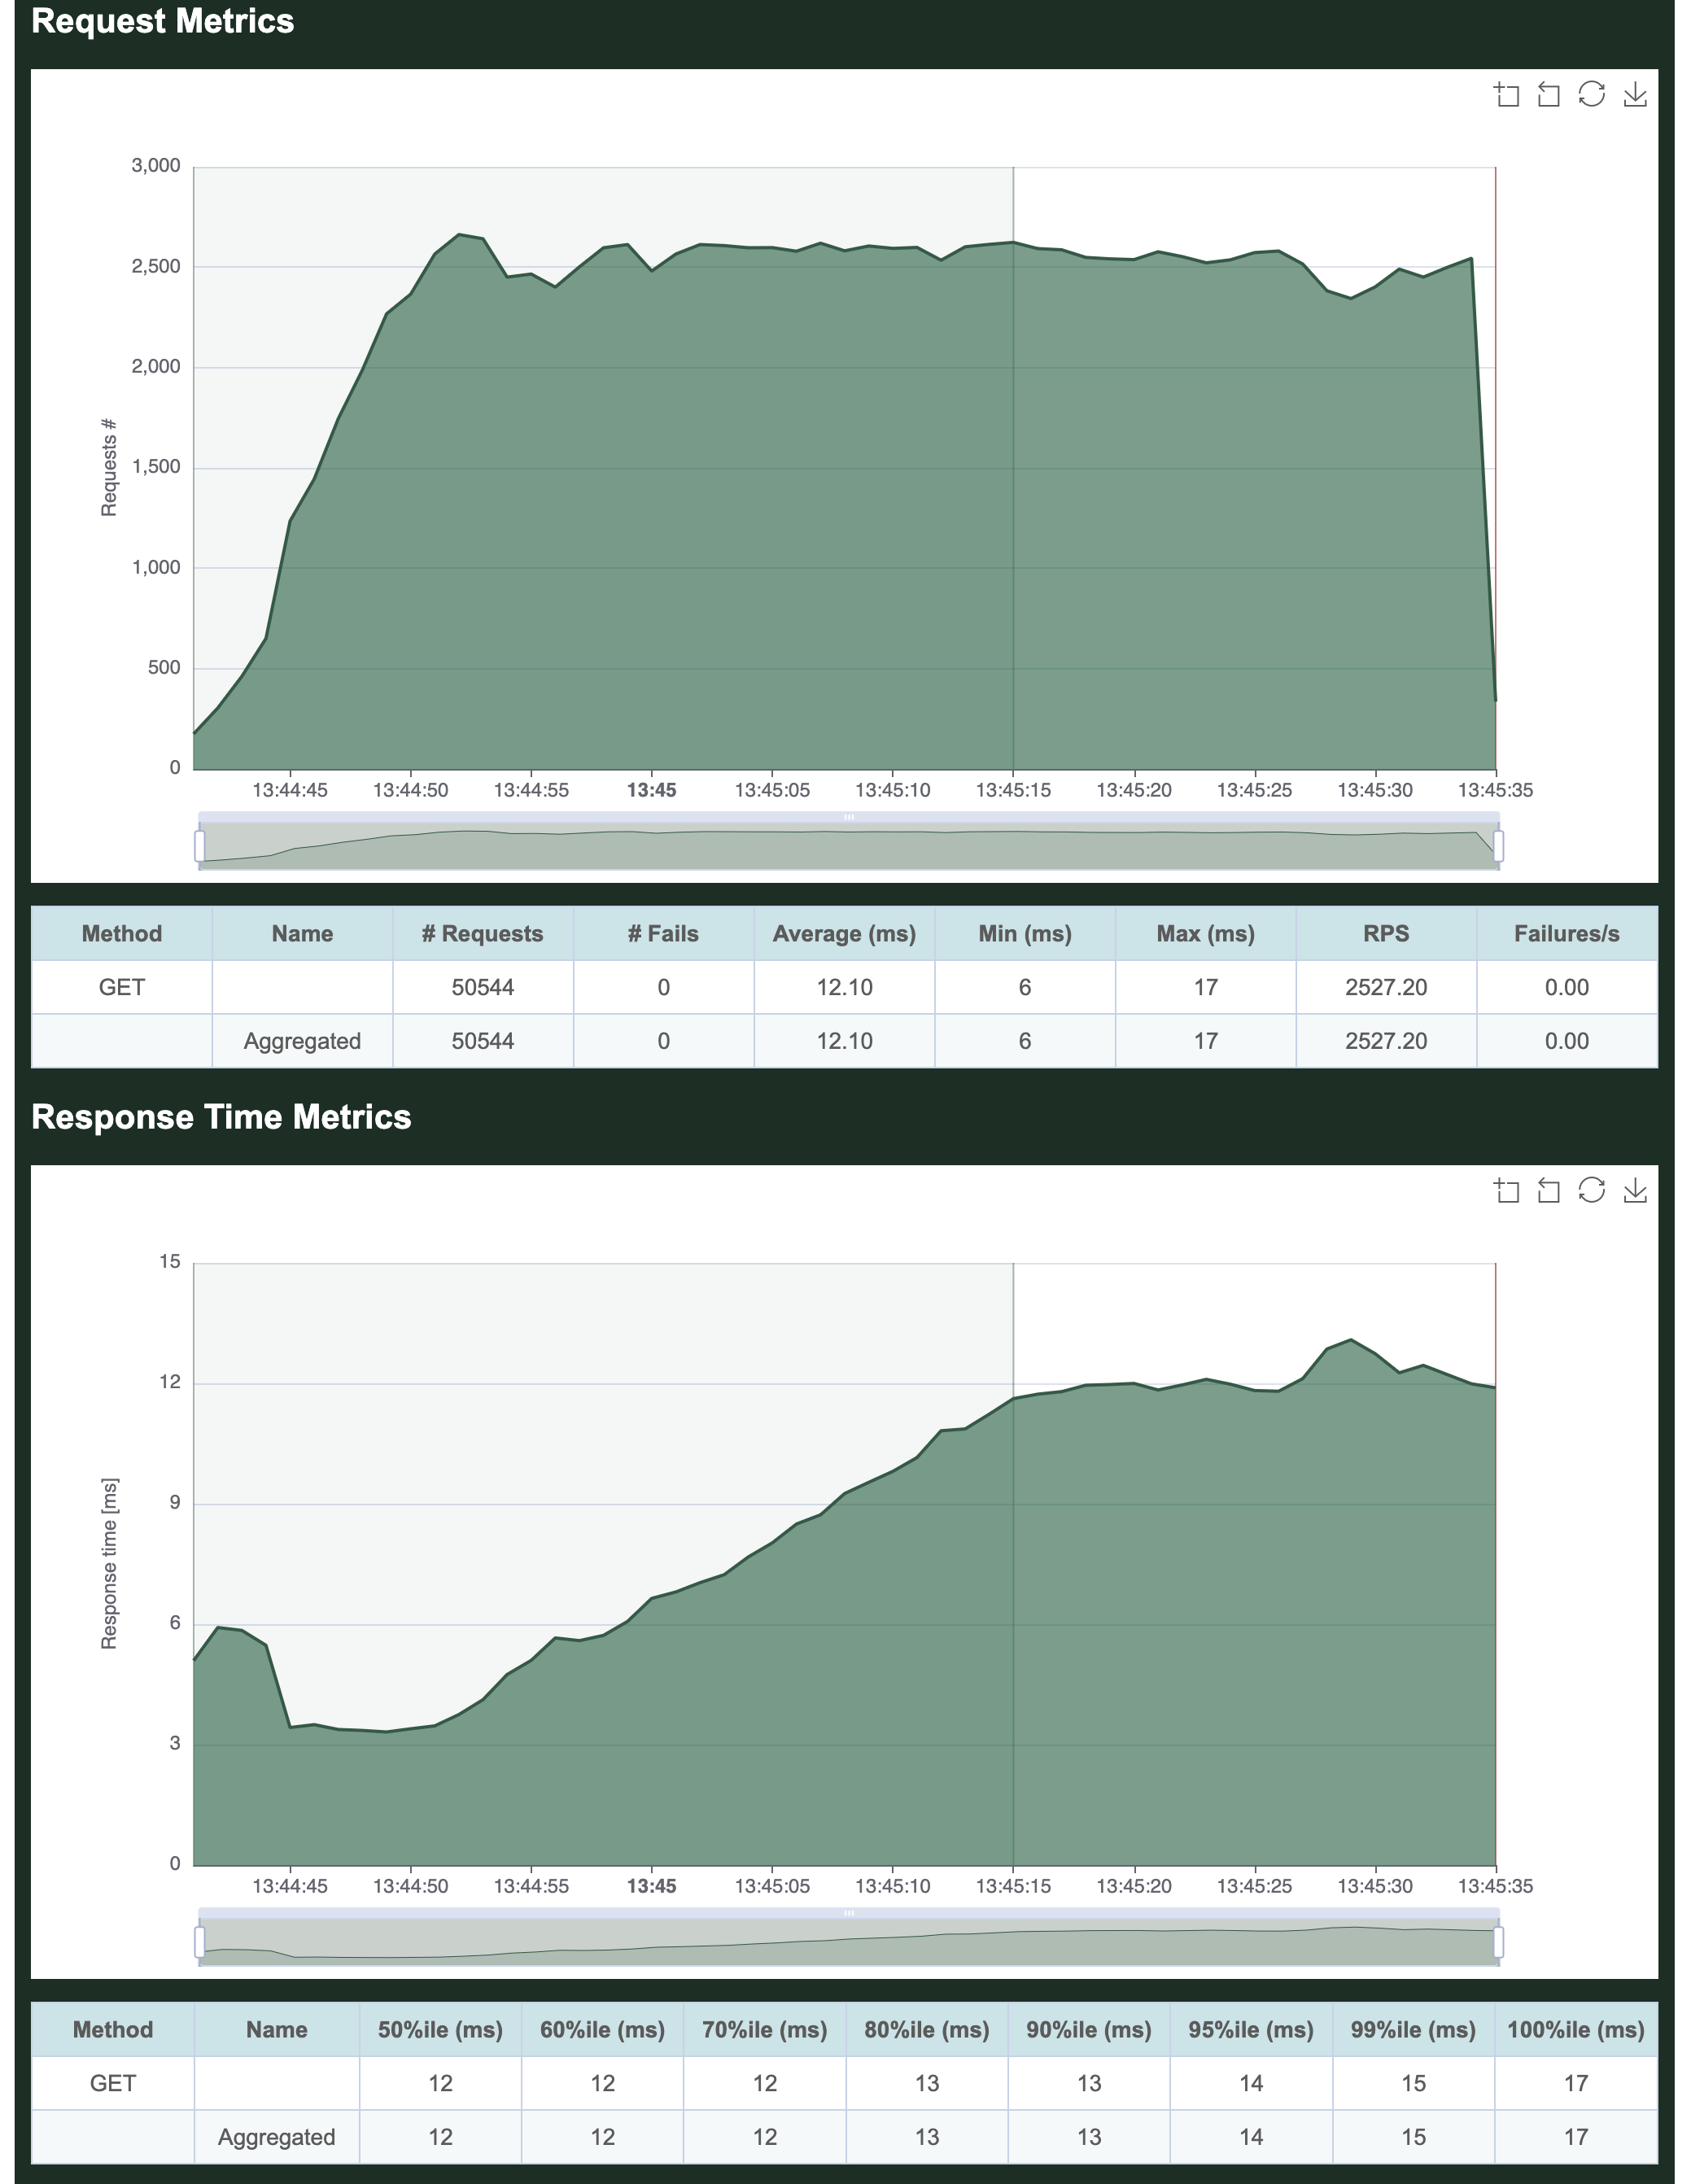 Request Metrics
3,000
2,500
2,000
1,500
1,000
500
0
Requests #
13:44:45 13:44:50 13:44:55 13:45 13:45:05 13:45:10 13:45:15 13:45:20 13:45:25 13:45:30 13:45:35
Method Name # Requests # Fails Average (ms) Min (ms) Max (ms) RPS Failures/s
GET 50544 0 12.10 6 17 2527.20 0.00
Aggregated 50544 0 12.10 6 17 2527.20 0.00
Response Time Metrics
15
12
9
6
3
0
Response time [ms]
13:44:45 13:44:50 13:44:55 13:45 13:45:05 13:45:10 13:45:15 13:45:20 13:45:25 13:45:30 13:45:35
Method Name 50%ile (ms) 60%ile (ms) 70%ile (ms) 80%ile (ms) 90%ile (ms) 95%ile (ms) 99%ile (ms) 100%ile (ms)
GET 12 12 12 13 13 14 15 17
Aggregated 12 12 12 13 13 14 15 17